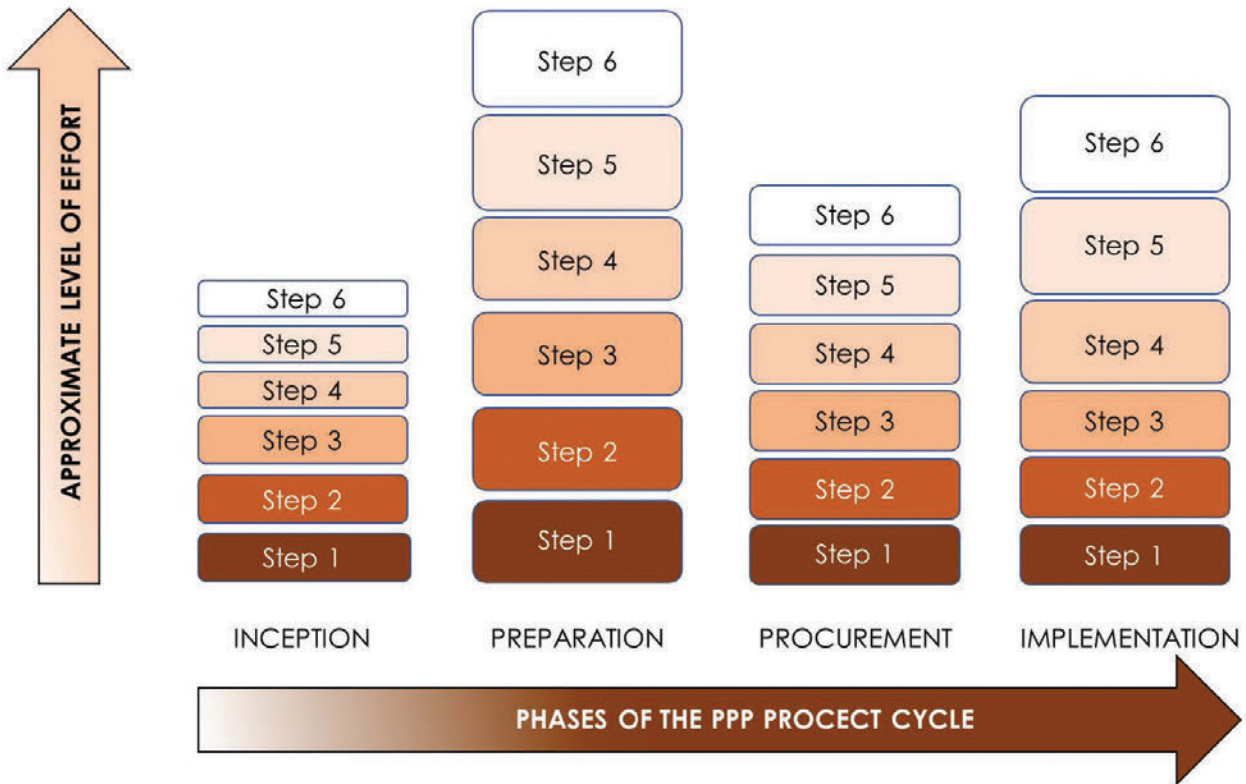 APPROXIMATE LEVEL OF EFFORT
Step 6
Step 5
Step 4
Step 3
Step 2
Step 1
INCEPTION
Step 6
Step 5
Step 4
Step 3
Step 2
Step 1
PREPARATION
Step 6
Step 5
Step 4
Step 3
Step 2
Step 1
PROCUREMENT
Step 6
Step 5
Step 4
Step 3
Step 2
Step 1
IMPLEMENTATION
PHASES OF THE PPP PROCECT CYCLE